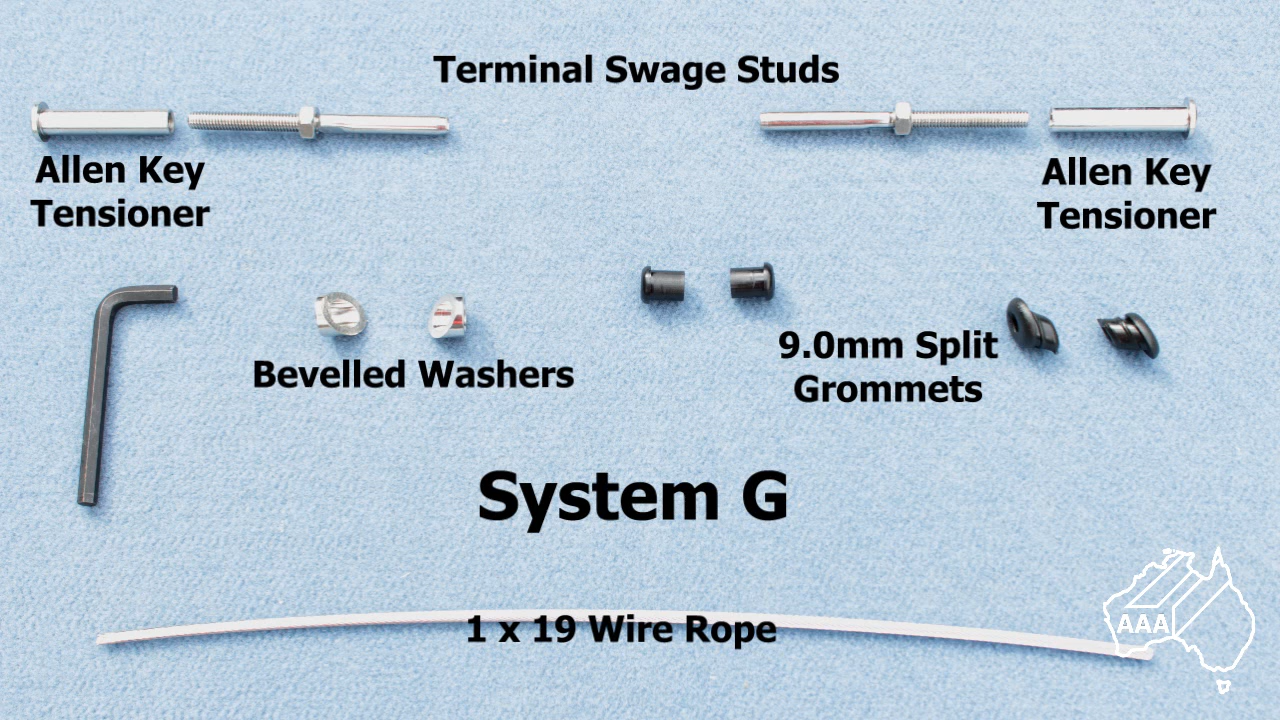 Terminal Swage Studs
Allen Key
Tensioner
Allen Key
Tensioner
Bevelled Washers
9.0mm Split
Grommets
System G
1 x 19 Wire Rope
AAA